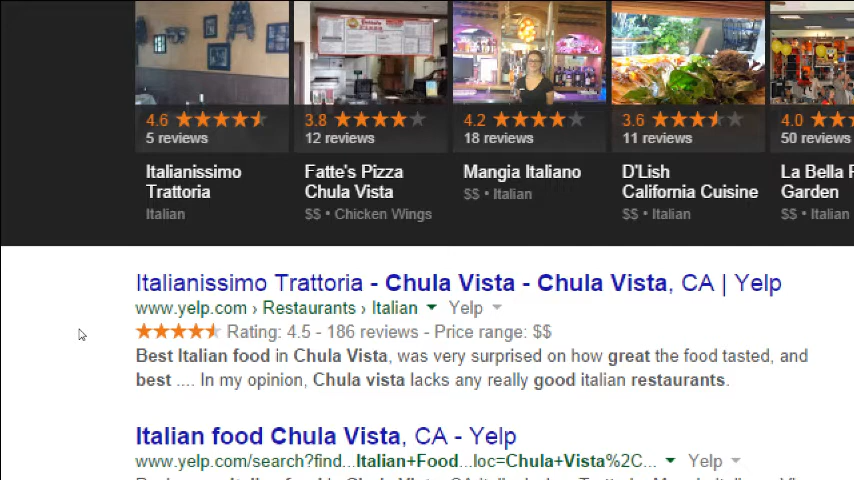 4.6
5 reviews
Italianissimo
Trattoria
Italian
3.8
12 reviews
Fatte's Pizza
Chula Vista
$$ • Chicken Wings
4.2
18 reviews
Mangia Italiano
$$ • Italian
3.6
11 reviews
D'Lish
California Cuisine
$$ • Italian
4.0
50 reviews
La Bella
Garden
$$ • Italian
Italianissimo Trattoria - Chula Vista - Chula Vista, CA | Yelp
www.yelp.com › Restaurants › Italian ▼ Yelp
Rating: 4.5 - 186 reviews - Price range: $$
Best Italian food in Chula Vista, was very surprised on how great the food tasted, and
best .... In my opinion, Chula vista lacks any really good italian restaurants.
Italian food Chula Vista, CA - Yelp
www.yelp.com/search?find...Italian+Food...loc=Chula+Vista%2C... ▼ Yelp